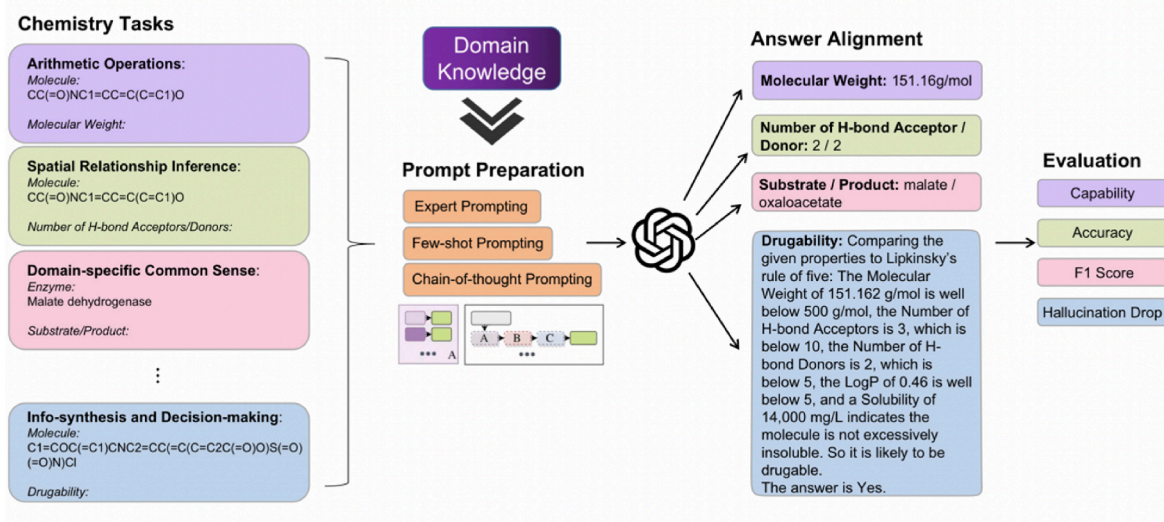 Chemistry Tasks
Arithmetic Operations:
Molecule:
CC(=O)NC1=CC=C(C=C1)O
Molecular Weight:
Spatial Relationship Inference:
Molecule:
CC(=O)NC1=CC=C(C=C1)O
Number of H-bond Acceptors/Donors:
Domain-specific Common Sense:
Enzyme:
Malate dehydrogenase
Substrate/Product:
Info-synthesis and Decision-making:
Molecule:
C1=COC(=C1)CNC2=CC(=C(C=C2C(=O)O)S(=O)
(=O)N)Cl
Drugability:
Domain
Knowledge
Prompt Preparation
Expert Prompting
Few-shot Prompting
Chain-of-thought Prompting
A
A
B
C
Answer Alignment
Molecular Weight: 151.16g/mol
Number of H-bond Acceptor /
Donor: 2 / 2
Substrate / Product: malate /
oxaloacetate
Drugability: Comparing the
given properties to Lipkinsky's
rule of five: The Molecular
Weight of 151.162 g/mol is well
below 500 g/mol, the Number of
H-bond Acceptors is 3, which is
below 10, the Number of H-
bond Donors is 2, which is
below 5, the LogP of 0.46 is well
below 5, and a Solubility of
14,000 mg/L indicates the
molecule is not excessively
insoluble. So it is likely to be
drugable.
The answer is Yes.
Evaluation
Capability
Accuracy
F1 Score
Hallucination Drop